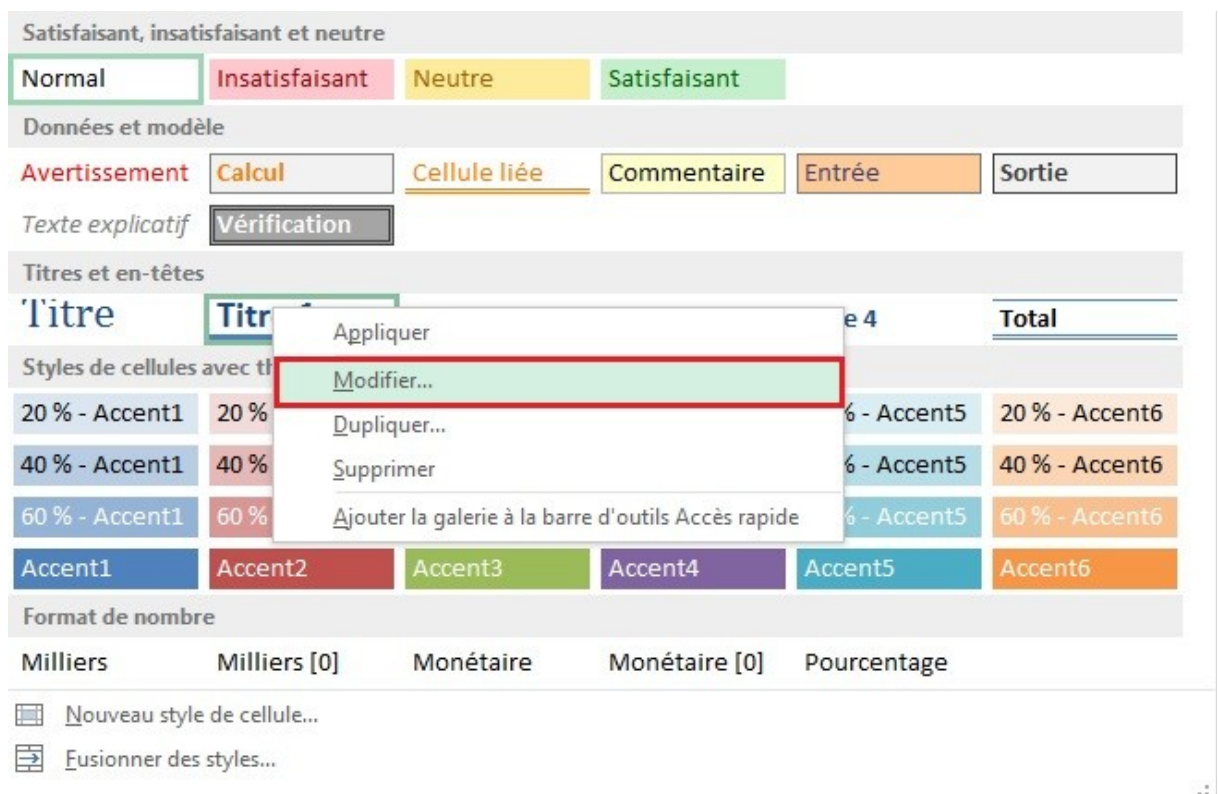 Satisfaisant, insatisfaisant et neutre
Normal Insatisfaisant Neutre Satisfaisant
Données et modèle
Avertissement Calcul Cellule liée Commentaire Entrée Sortie
Texte explicatif Vérification
Titres et en-têtes
Titre e 4 Total
Appliquer
Styles de cellules avec
Modifier...
20 % - Accent1 20 % - Accent5 20 % - Accent6
Dupliquer...
40 % - Accent1 40 % - Accent5 40 % - Accent6
Supprimer
60 % - Accent1 60 % - Accent5 60 % - Accent6
Ajouter la galerie à la barre d'outils Accès rapide
Accent1 Accent2 Accent3 Accent4 Accent5 Accent6
Format de nombre
Milliers Milliers [0] Monétaire Monétaire [0] Pourcentage
Nouveau style de cellule...
Fusionner des styles...